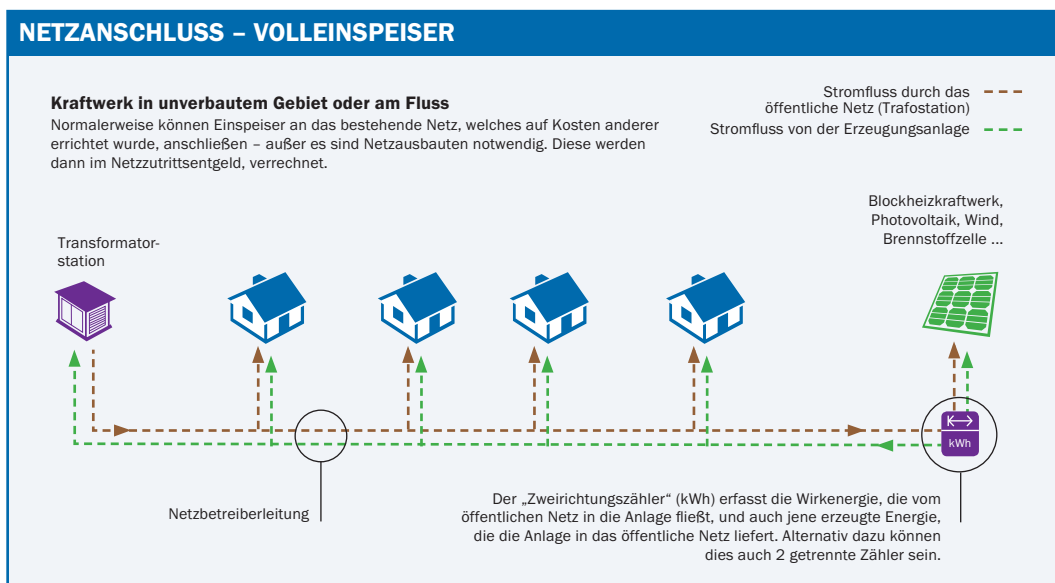 NETZANSCHLUSS – VOLLEINSPEISER
Kraftwerk in unverbautem Gebiet oder am Fluss
Normalerweise können Einspeiser an das bestehende Netz, welches auf Kosten anderer
errichtet wurde, anschließen – außer es sind Netzausbauten notwendig. Diese werden
dann im Netzzutrittsentgeld, verrechnet.
Stromfluss durch das
öffentliche Netz (Trafostation)
Stromfluss von der Erzeugungsanlage
Blockheizkraftwerk,
Photovoltaik, Wind,
Brennstoffzelle ...
Transformator-
station
kWh
Netzbetreiberleitung
Der „Zweirichtungszähler“ (kWh) erfasst die Wirkenergie, die vom
öffentlichen Netz in die Anlage fließt, und auch jene erzeugte Energie,
die die Anlage in das öffentliche Netz liefert. Alternativ dazu können
dies auch 2 getrennte Zähler sein.